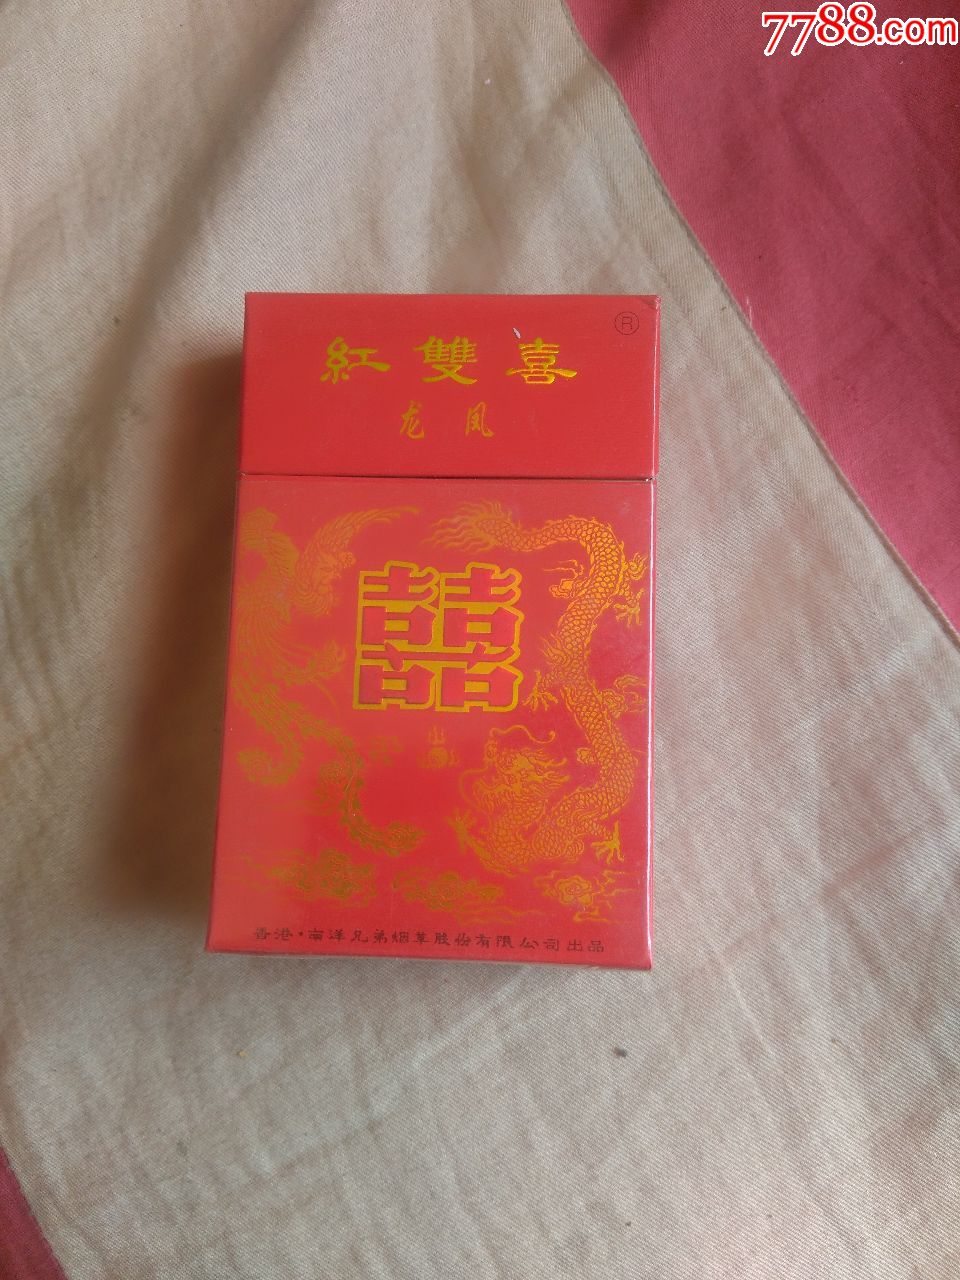 7788.com
®
紅雙喜
龙凤
囍
香港·南洋兄弟烟草股份有限公司出品